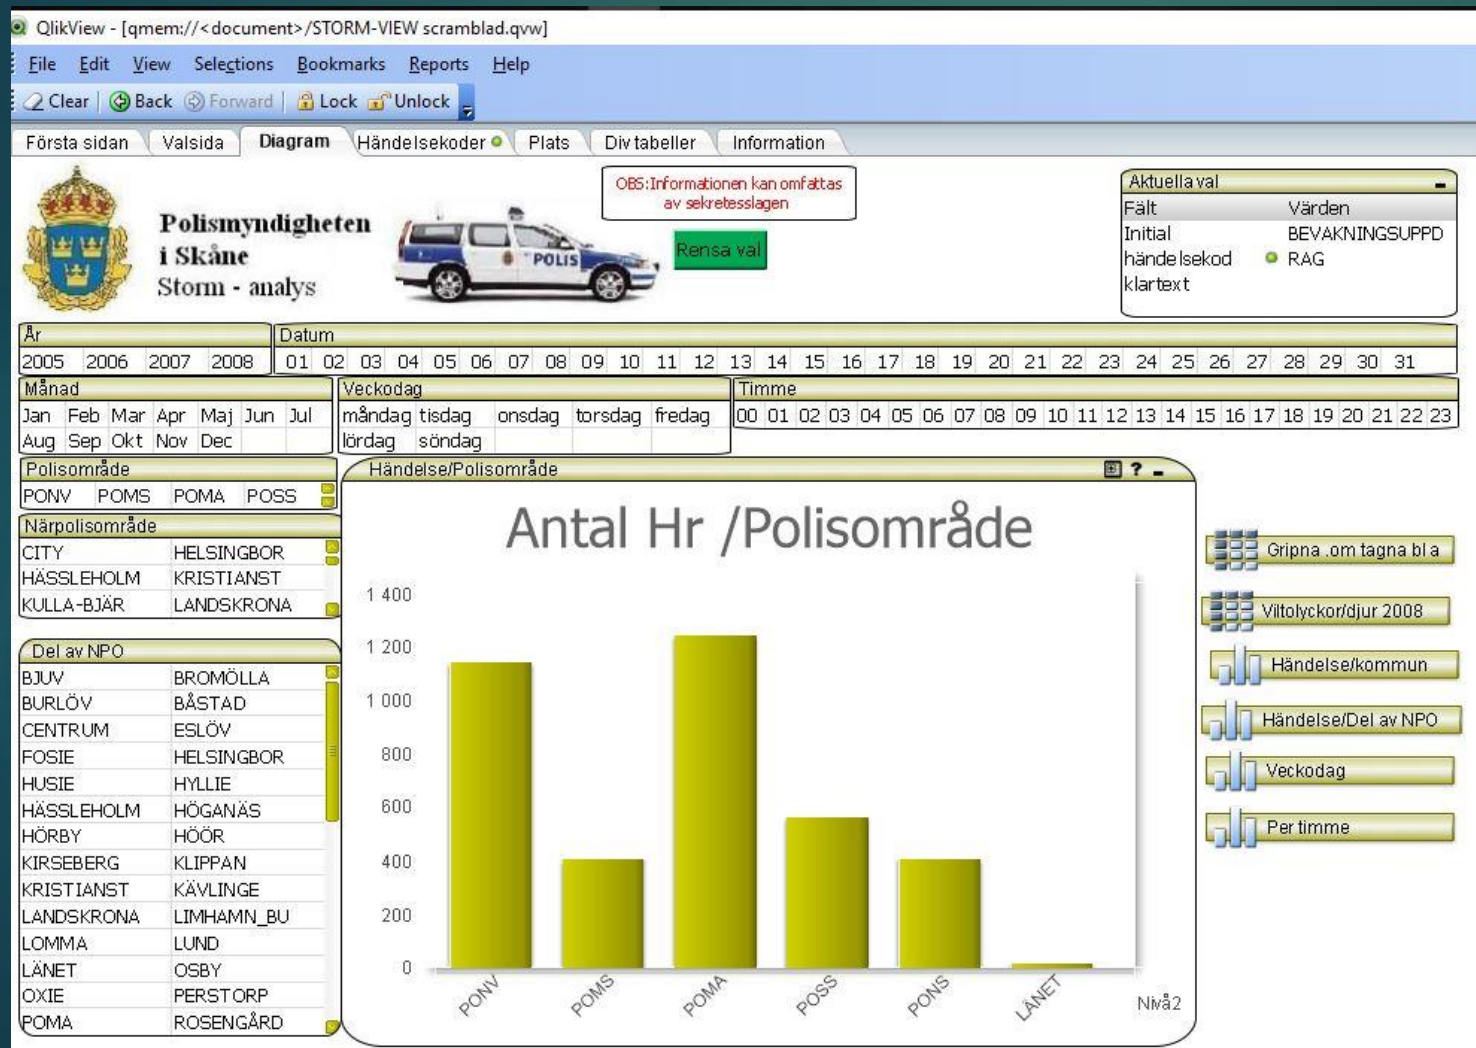 QlikView - [qmem://<document>/STORM-VIEW scramblad.qvw]
File Edit View Selections Bookmarks Reports Help
Clear Back Forward Lock Unlock
Första sidan Valsida Diagram Händelsekoder Plats Div tabeller Information
Polismyndigheten
i Skåne
Storm - analys
POLIS
OBS:Informationen kan omfattas
av sekretesslagen
Rensa val
Aktuella val
Fält Värden
Initial BEVAKNINGSUPPD
händelsekod RAG
klartext
År Datum
2005 2006 2007 2008 01 02 03 04 05 06 07 08 09 10 11 12 13 14 15 16 17 18 19 20 21 22 23 24 25 26 27 28 29 30 31
Månad Veckodag Timme
Jan Feb Mar Apr Maj Jun Jul måndag tisdag onsdag torsdag fredag 00 01 02 03 04 05 06 07 08 09 10 11 12 13 14 15 16 17 18 19 20 21 22 23
Aug Sep Okt Nov Dec lördag söndag
Polisområde
PONV POMS POMA POSS
Närpolisområde
CITY HELSINGBOR
HÄSSLEHOLM KRISTIANST
KULLA-BJÄR LANDSKRONA
Del av NPO
BJUV BROMÖLLA
BURLÖV BÅSTAD
CENTRUM ESLÖV
FOSIE HELSINGBOR
HUSIE HYLLIE
HÄSSLEHOLM HÖGANÄS
HÖRBY HÖÖR
KIRSEBERG KLIPPAN
KRISTIANST KÄVLINGE
LANDSKRONA LIMHAMN_BU
LOMMA LUND
LÄNET OSBY
OXIE PERSTORP
POMA ROSENGÅRD
Händelse/Polisområde ?
Antal Hr /Polisområde
1 400
1 200
1 000
800
600
400
200
0
PONV POMS POMA POSS PONS LÄNET
Nivå2
Gripna .om tagna bl a
Viltolyckor/djur 2008
Händelse/kommun
Händelse/Del av NPO
Veckodag
Per timme